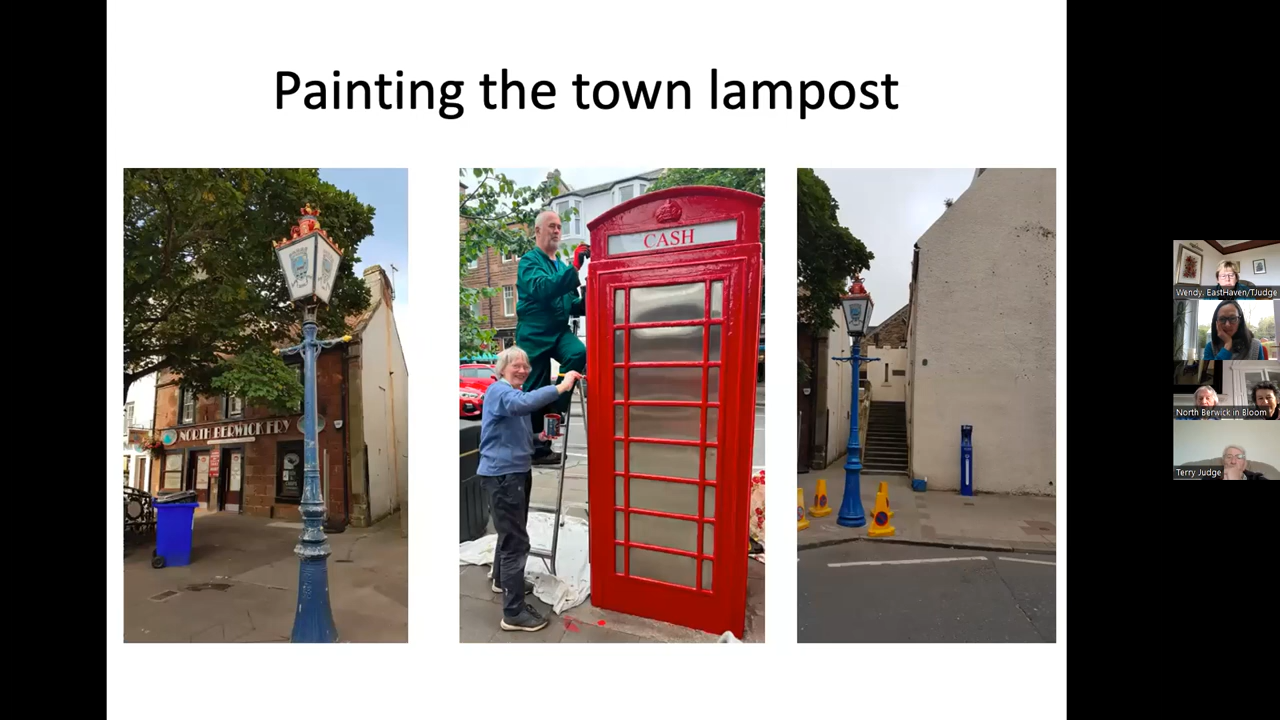 Painting the town lampost
NORTH BERWICK FRY
CASH
Wendy. EastHaven/TJudge
North Berwick in Bloom
Terry Judge